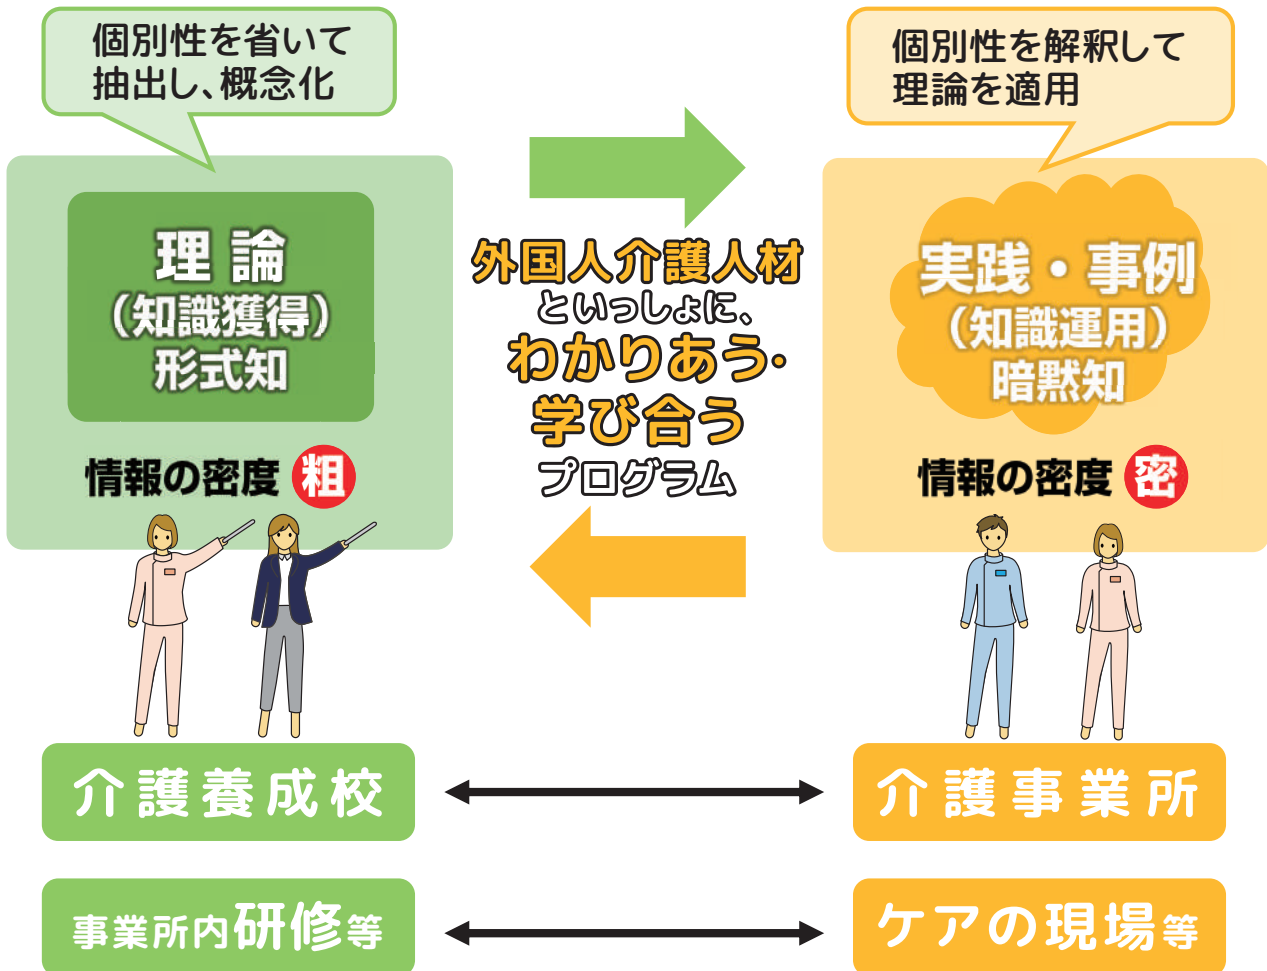 個別性を省いて
抽出し、概念化
理論
（知識獲得）
形式知
情報の密度 粗
外国人介護人材
といっしょに、
わかりあう・
学び合う
プログラム
個別性を解釈して
理論を適用
実践・事例
（知識運用）
暗黙知
情報の密度 密
介護養成校
介護事業所
事業所内研修等
ケアの現場等